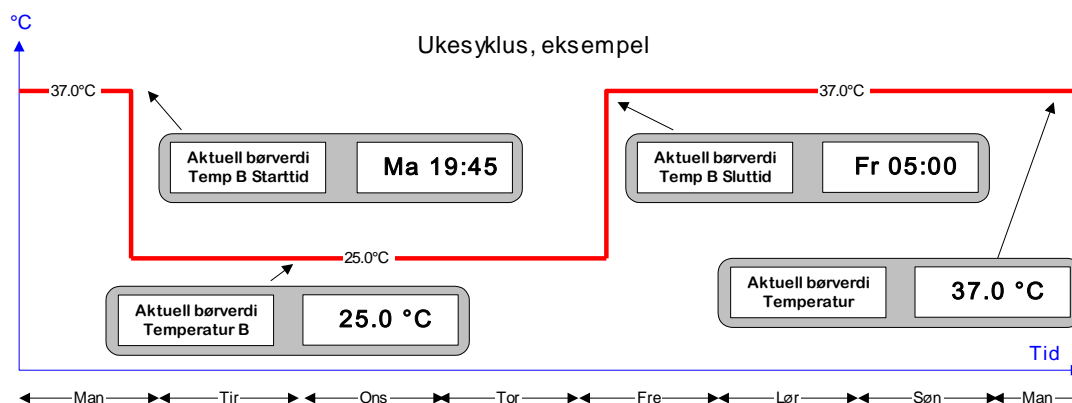 °C
Ukesyklus, eksempel
37.0°C
37.0°C
Aktuell børverdi
Temp B Starttid
Ma 19:45
Aktuell børverdi
Temp B Sluttid
Fr 05:00
25.0°C
Aktuell børverdi
Temperatur B
25.0 °C
Aktuell børverdi
Temperatur
37.0 °C
Tid
Man Tir Ons Tor Fre Lør Søn Man